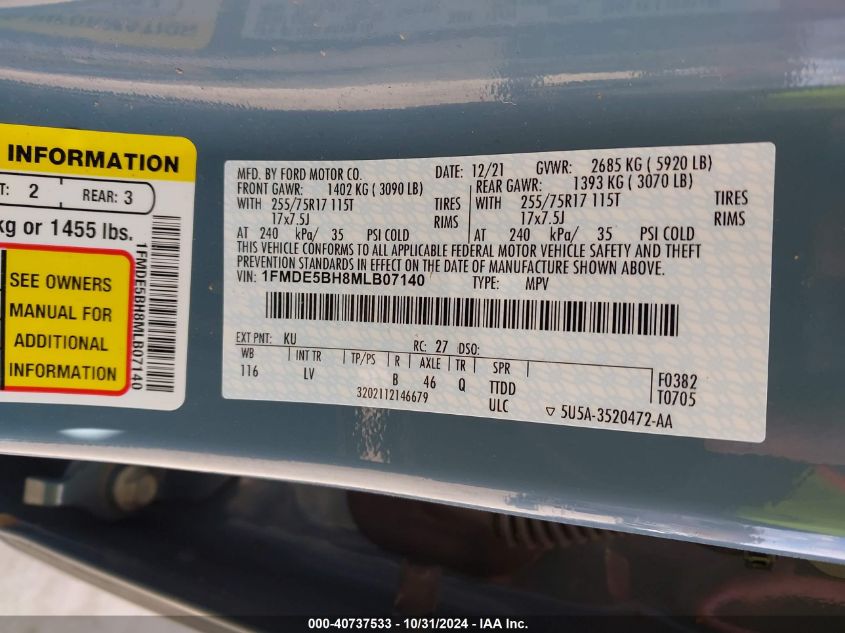 INFORMATION
T: 2 REAR: 3
kg or 1455 lbs.
SEE OWNERS
MANUAL FOR
ADDITIONAL
INFORMATION
1FMDE5BH8MLB07140
MFD. BY FORD MOTOR CO. DATE: 12/21 GVWR: 2685 KG ( 5920 LB)
FRONT GAWR: 1402 KG ( 3090 LB) REAR GAWR: 1393 KG ( 3070 LB)
WITH 255/75R17 115T TIRES WITH 255/75R17 115T TIRES
17x7.5J RIMS 17x7.5J RIMS
AT 240 kPa/ 35 PSI COLD AT 240 kPa/ 35 PSI COLD
THIS VEHICLE CONFORMS TO ALL APPLICABLE FEDERAL MOTOR VEHICLE SAFETY AND THEFT
PREVENTION STANDARDS IN EFFECT ON THE DATE OF MANUFACTURE SHOWN ABOVE.
VIN: 1FMDE5BH8MLB07140 TYPE: MPV
EXT PNT: KU RC: 27 DSO:
WB INT TR TP/PS R AXLE TR SPR
116 LV B 46 Q TTDD F0382
3202112146679 ULC T0705
▽ 5U5A-3520472-AA
000-40737533 - 10/31/2024 - IAA Inc.